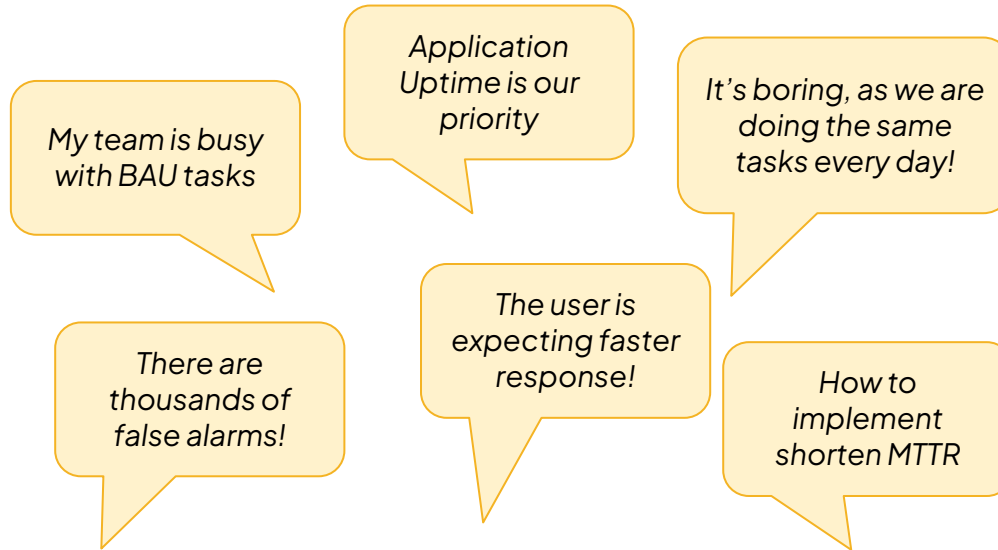 My team is busy
with BAU tasks
Application
Uptime is our
priority
It's boring, as we are
doing the same
tasks every day!
There are
thousands of
false alarms!
The user is
expecting faster
response!
How to
implement
shorten MTTR